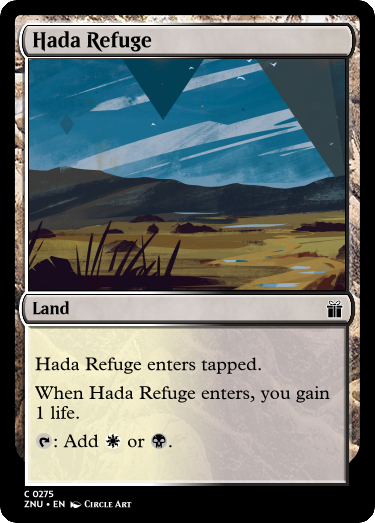 Hada Refuge
Land
Hada Refuge enters tapped.
When Hada Refuge enters, you gain
1 life.
: Add or .
C 0275
ZNU • EN Circle Art